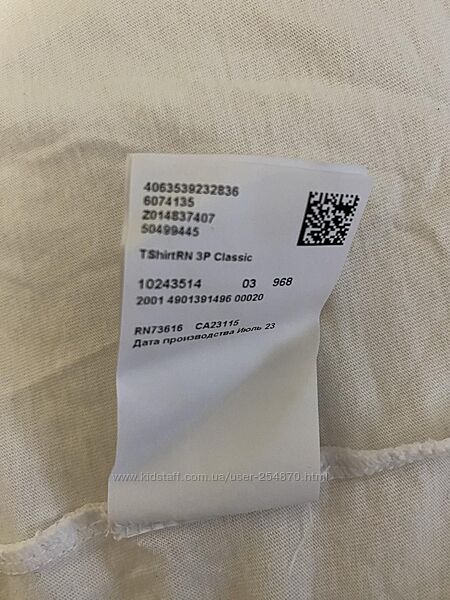 4063539232836
6074135
Z014837407
50499445
TShirtRN 3P Classic
10243514 03 968
2001 4901391496 00020
RN73616 CA23115
Дата производства Июль 23
www.kidstaff.com.ua/user-254870.html